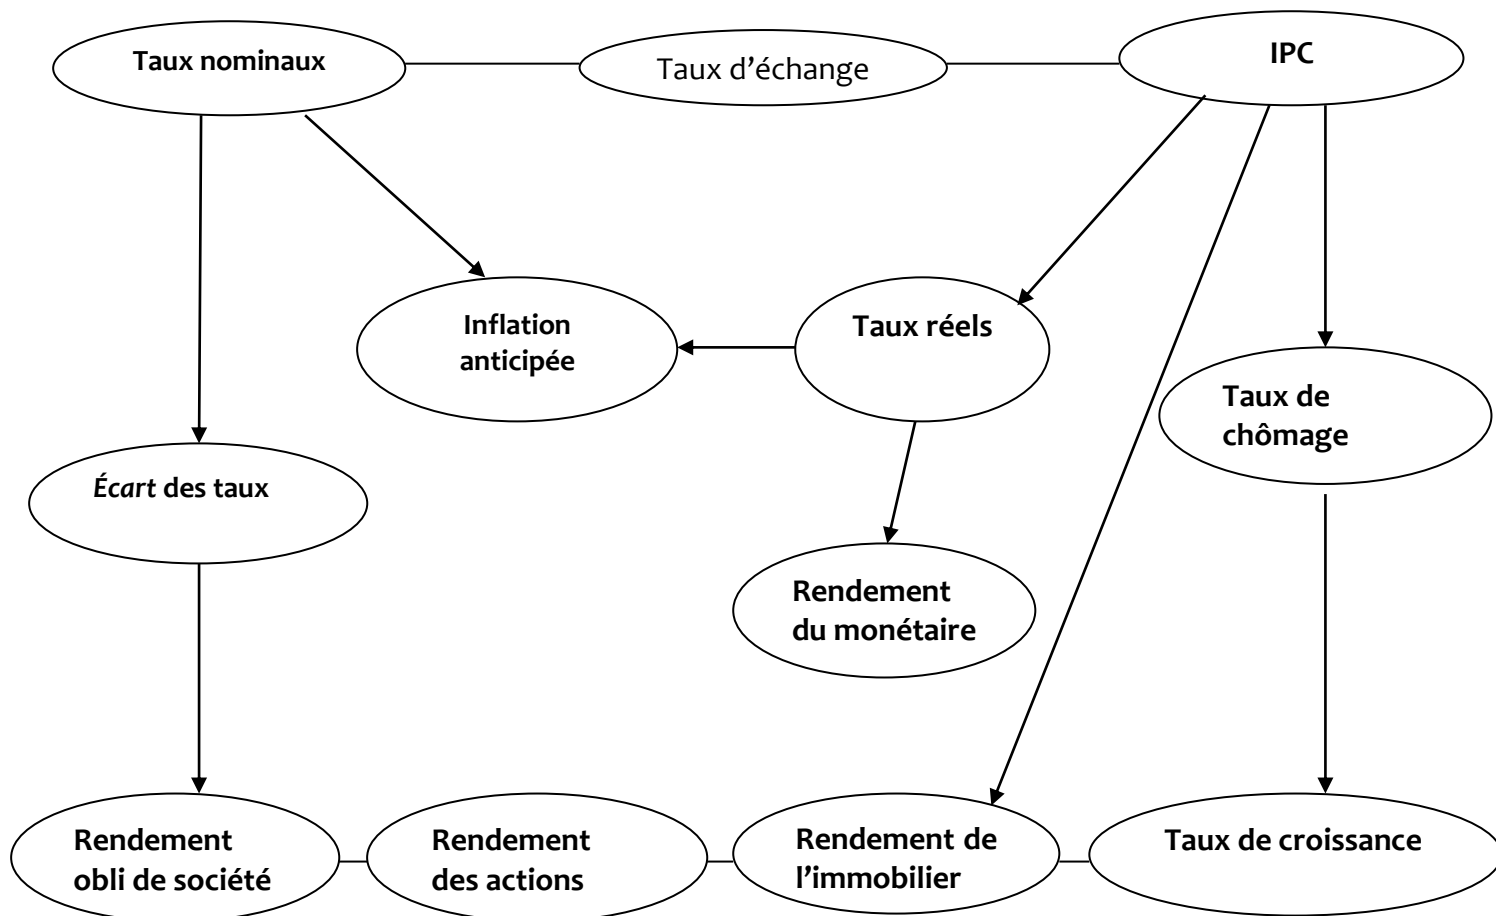 Taux nominaux
Taux d’échange
IPC
Inflation
anticipée
Taux réels
Taux de
chômage
Écart des taux
Rendement
du monétaire
Rendement
obli de société
Rendement
des actions
Rendement de
l’immobilier
Taux de croissance